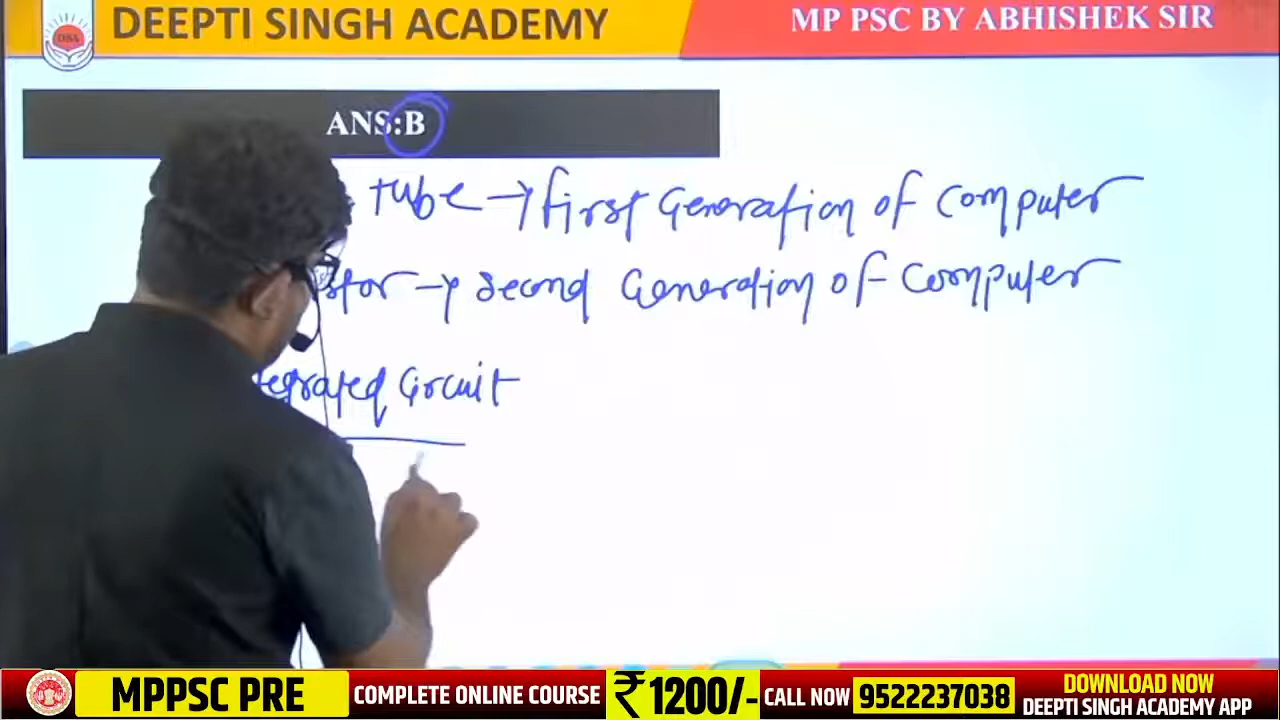 DEEPTI SINGH ACADEMY
MP PSC BY ABHISHEK SIR
DSA
ANS:B
tube → First Generation of Computer
stor → Second Generation of Computer
tegrated Circuit
MPPSC PRE
COMPLETE ONLINE COURSE
₹1200/-
CALL NOW
9522237038
DOWNLOAD NOW
DEEPTI SINGH ACADEMY APP